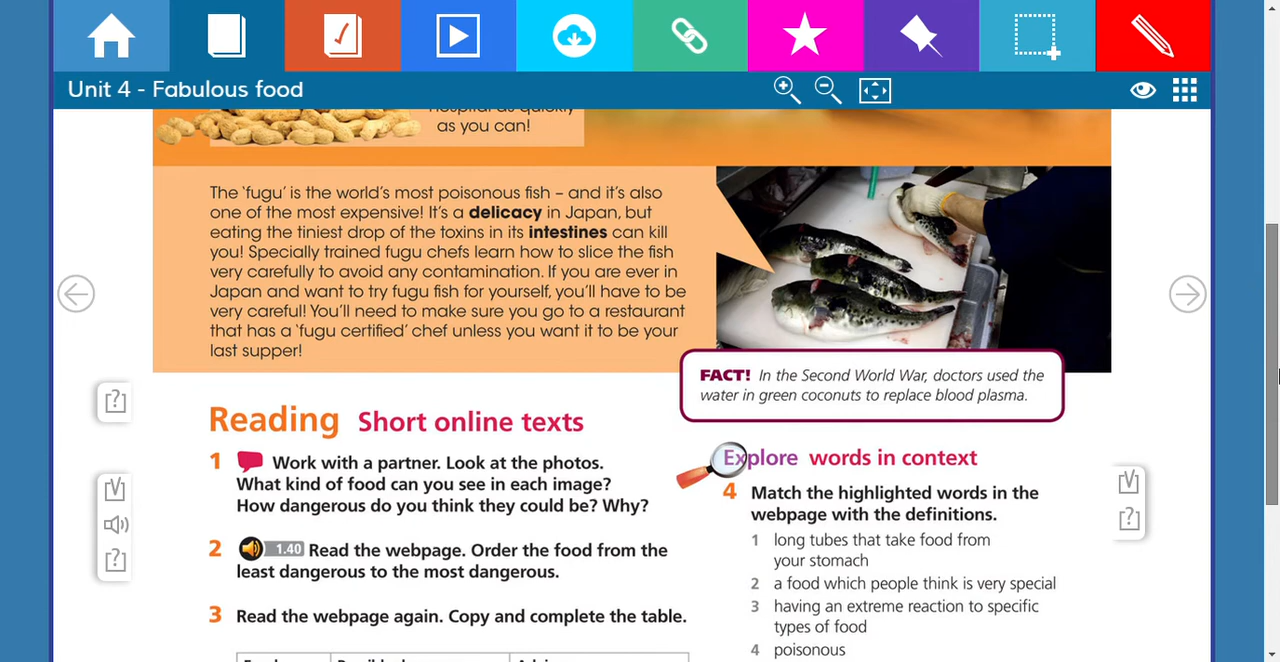 Unit 4 - Fabulous food
hospital as quickly
as you can!
The ‘fugu’ is the world’s most poisonous fish – and it’s also
one of the most expensive! It’s a delicacy in Japan, but
eating the tiniest drop of the toxins in its intestines can kill
you! Specially trained fugu chefs learn how to slice the fish
very carefully to avoid any contamination. If you are ever in
Japan and want to try fugu fish for yourself, you’ll have to be
very careful! You’ll need to make sure you go to a restaurant
that has a ‘fugu certified’ chef unless you want it to be your
last supper!
FACT! In the Second World War, doctors used the
water in green coconuts to replace blood plasma.
Reading Short online texts
1 Work with a partner. Look at the photos.
What kind of food can you see in each image?
How dangerous do you think they could be? Why?
2 1.40 Read the webpage. Order the food from the
least dangerous to the most dangerous.
3 Read the webpage again. Copy and complete the table.
Explore words in context
4 Match the highlighted words in the
webpage with the definitions.
1 long tubes that take food from
your stomach
2 a food which people think is very special
3 having an extreme reaction to specific
types of food
4 poisonous